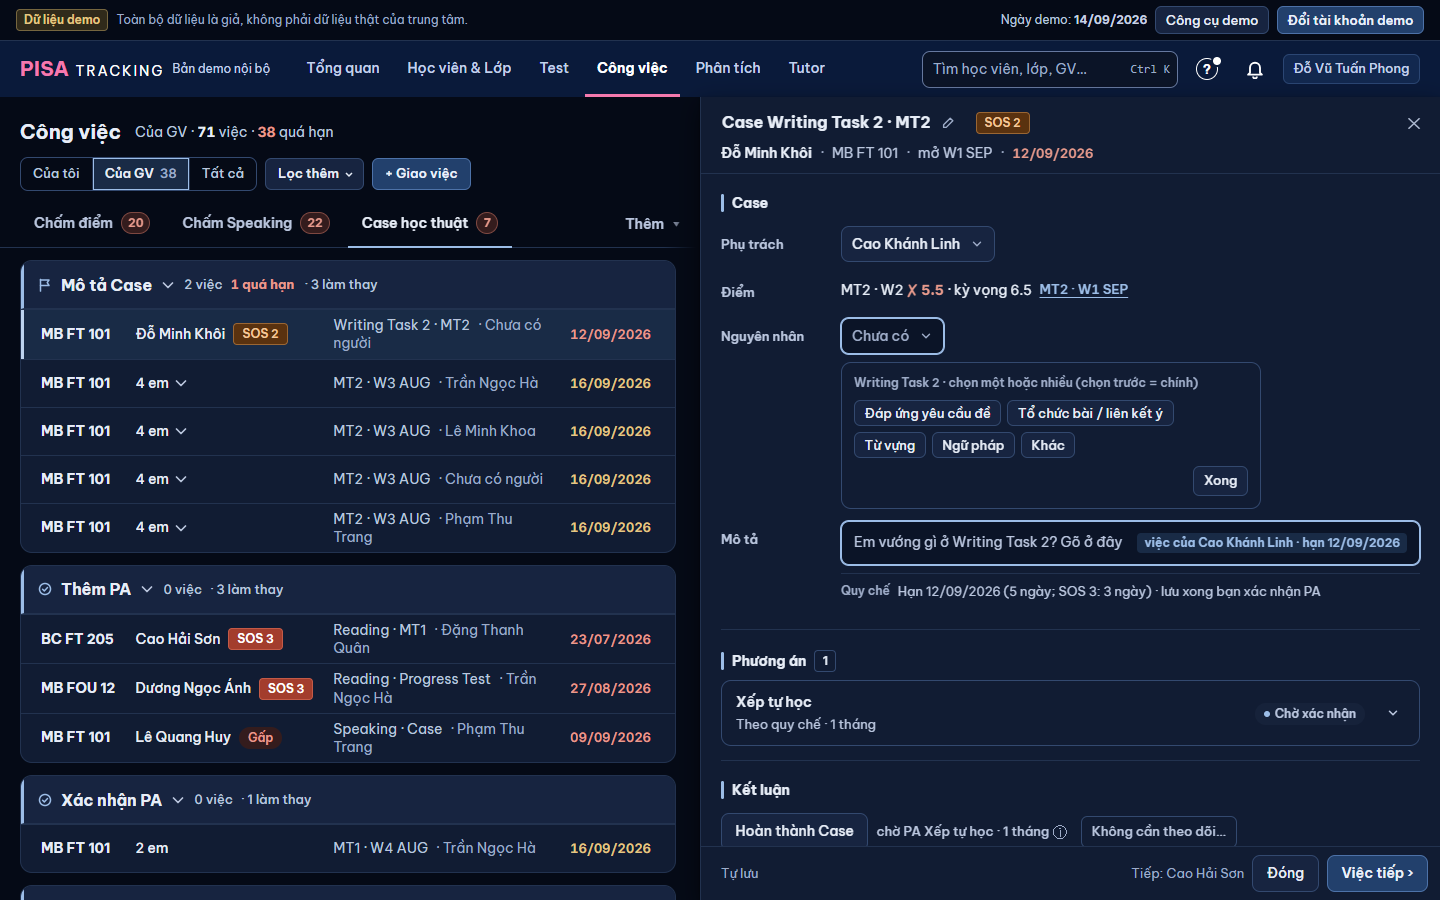 Dữ liệu demo Toàn bộ dữ liệu là giả, không phải dữ liệu thật của trung tâm. Ngày demo: 14/09/2026 Công cụ demo Đổi tài khoản demo
PISA TRACKING Bản demo nội bộ Tổng quan Học viên & Lớp Test Công việc Phân tích Tutor Tìm học viên, lớp, GV... Ctrl K ? Đỗ Vũ Tuấn Phong
Công việc Của GV · 71 việc · 38 quá hạn
Của tôi Của GV 38 Tất cả Lọc thêm + Giao việc
Chấm điểm 20 Chấm Speaking 22 Case học thuật 7 Thêm
Mô tả Case 2 việc 1 quá hạn · 3 làm thay
MB FT 101 Đỗ Minh Khôi SOS 2 Writing Task 2 · MT2 · Chưa có người 12/09/2026
MB FT 101 4 em MT2 · W3 AUG · Trần Ngọc Hà 16/09/2026
MB FT 101 4 em MT2 · W3 AUG · Lê Minh Khoa 16/09/2026
MB FT 101 4 em MT2 · W3 AUG · Chưa có người 16/09/2026
MB FT 101 4 em MT2 · W3 AUG · Phạm Thu Trang 16/09/2026
Thêm PA 0 việc · 3 làm thay
BC FT 205 Cao Hải Sơn SOS 3 Reading · MT1 · Đặng Thanh Quân 23/07/2026
MB FOU 12 Dương Ngọc Ánh SOS 3 Reading · Progress Test · Trần Ngọc Hà 27/08/2026
MB FT 101 Lê Quang Huy Gấp Speaking · Case · Phạm Thu Trang 09/09/2026
Xác nhận PA 0 việc · 1 làm thay
MB FT 101 2 em MT1 · W4 AUG · Trần Ngọc Hà 16/09/2026
Case Writing Task 2 · MT2 SOS 2
Đỗ Minh Khôi · MB FT 101 · mở W1 SEP · 12/09/2026
Case
Phụ trách Cao Khánh Linh
Điểm MT2 · W2 ✗ 5.5 · kỳ vọng 6.5 MT2 · W1 SEP
Nguyên nhân Chưa có
Writing Task 2 · chọn một hoặc nhiều (chọn trước = chính)
Đáp ứng yêu cầu đề Tổ chức bài / liên kết ý
Từ vựng Ngữ pháp Khác
Xong
Mô tả Em vướng gì ở Writing Task 2? Gõ ở đây việc của Cao Khánh Linh · hạn 12/09/2026
Quy chế Hạn 12/09/2026 (5 ngày; SOS 3: 3 ngày) · lưu xong bạn xác nhận PA
Phương án 1
Xếp tự học
Theo quy chế · 1 tháng Chờ xác nhận
Kết luận
Hoàn thành Case chờ PA Xếp tự học · 1 tháng ⓘ Không cần theo dõi...
Tự lưu Tiếp: Cao Hải Sơn Đóng Việc tiếp ›